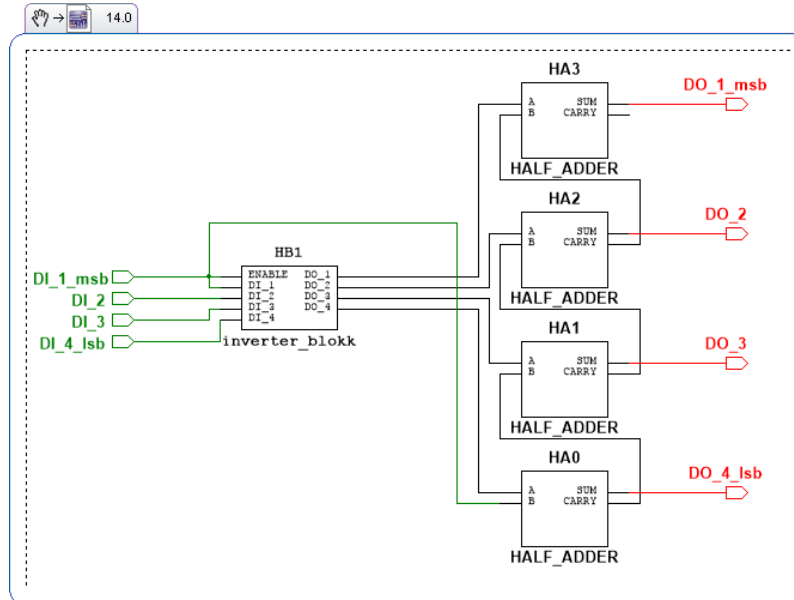 14.0
HA3
DO_1_msb
A SUM
B CARRY
HALF_ADDER
HA2
DO_2
A SUM
B CARRY
HALF_ADDER
HB1
DI_1_msb
DI_2
DI_3
DI_4_lsb
ENABLE DO_1
DI_1 DO_2
DI_2 DO_3
DI_3 DO_4
DI_4
inverter_blokk
HA1
DO_3
A SUM
B CARRY
HALF_ADDER
HA0
DO_4_lsb
A SUM
B CARRY
HALF_ADDER